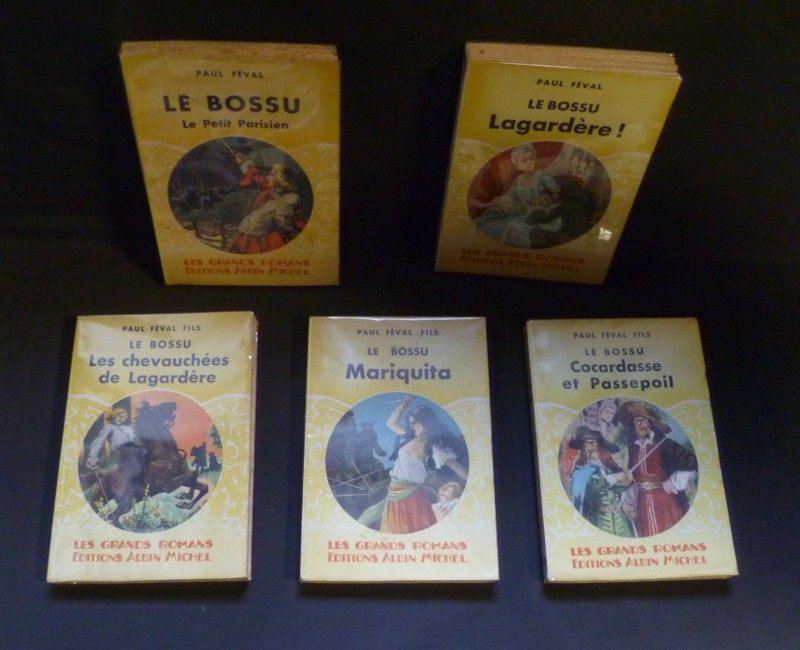 PAUL FÉVAL
LE BOSSU
Le Petit Parisien
LES GRANDS ROMANS
EDITIONS ALBIN MICHEL
PAUL FÉVAL
LE BOSSU
Lagardère !
LES GRANDS ROMANS
EDITIONS ALBIN MICHEL
PAUL FÉVAL FILS
LE BOSSU
Les chevauchées
de Lagardère
LES GRANDS ROMANS
EDITIONS ALBIN MICHEL
PAUL FÉVAL FILS
LE BOSSU
Mariquita
LES GRANDS ROMANS
EDITIONS ALBIN MICHEL
PAUL FÉVAL FILS
LE BOSSU
Cocardasse
et Passepoil
LES GRANDS ROMANS
EDITIONS ALBIN MICHEL